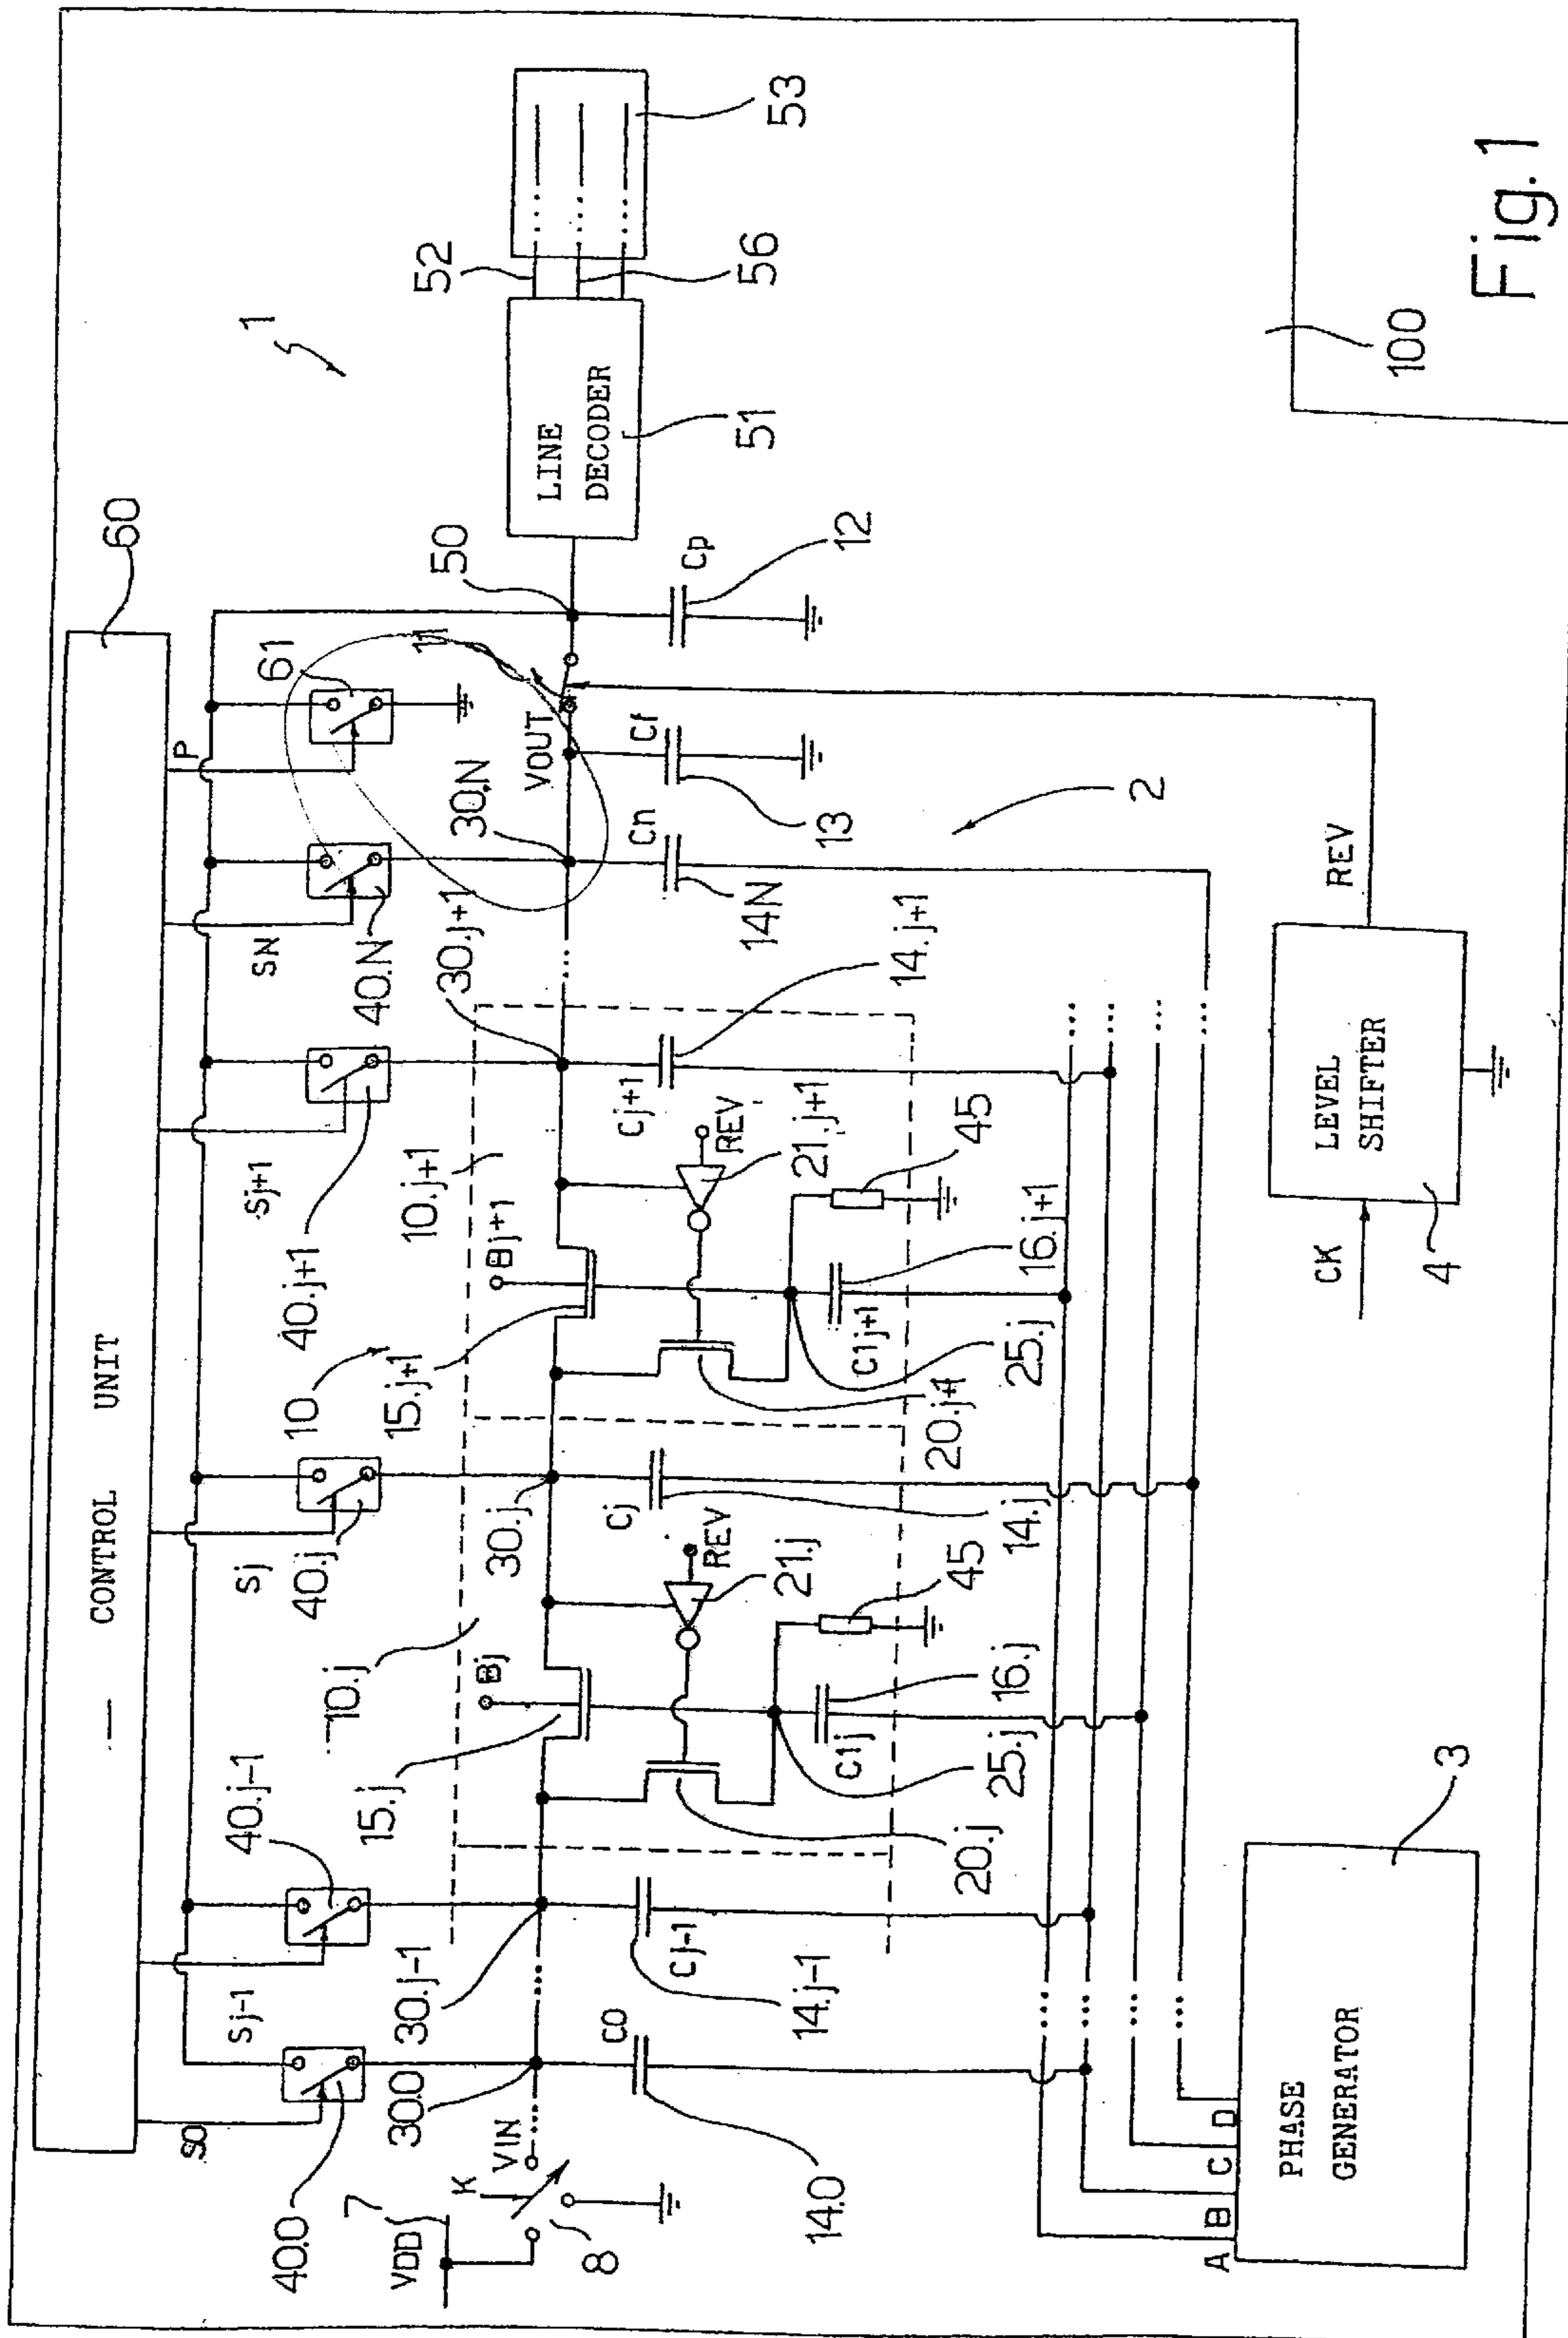 Fig. 1
100
1
CONTROL UNIT
60
S0
Sj-1
Sj
Sj+1
SN
P
40.0
40.j-1
40.j
40.j+1
40.N
61
7
VDD
K
VIN
8
30.0
30.j-1
30.j
30.j+1
30.N
VOUT
11
50
10
10.j
10.j+1
15.j
15.j+1
Bj
Bj+1
C0
Cj-1
Cj
Cj+1
Cn
Cf
Cp
14.0
14.j-1
14.j
14.j+1
14N
13
12
REV
REV
21.j
21.j+1
20.j
20.j+1
25.j
25.j
C1j
C1j+1
16.j
16.j+1
45
45
LINE
DECODER
51
52
56
53
2
A
B
C
D
PHASE
GENERATOR
3
CK
LEVEL
SHIFTER
4
REV